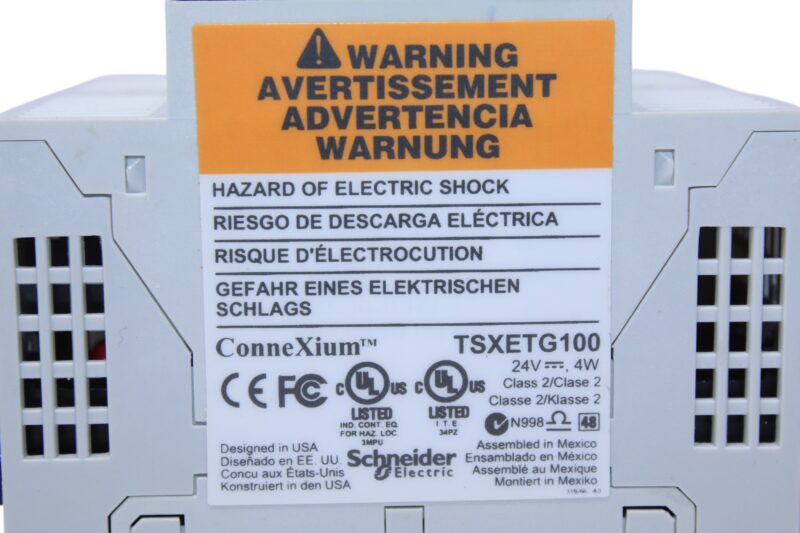 WARNING
AVERTISSEMENT
ADVERTENCIA
WARNUNG
HAZARD OF ELECTRIC SHOCK
RIESGO DE DESCARGA ELÉCTRICA
RISQUE D'ÉLECTROCUTION
GEFAHR EINES ELEKTRISCHEN
SCHLAGS
ConneXium™ TSXETG100
24V⎓, 4W
Class 2/Clase 2
Classe 2/Klasse 2
CE FC c UL US LISTED
IND. CONT. EQ.
FOR HAZ. LOC.
3MPU
c UL US LISTED
I.T.E.
34PZ
N998 48
Designed in USA
Diseñado en EE. UU.
Concu aux États-Unis
Konstruiert in den USA
Schneider
Electric
Assembled in Mexico
Ensamblado en México
Assemblé au Mexique
Montiert in Mexiko